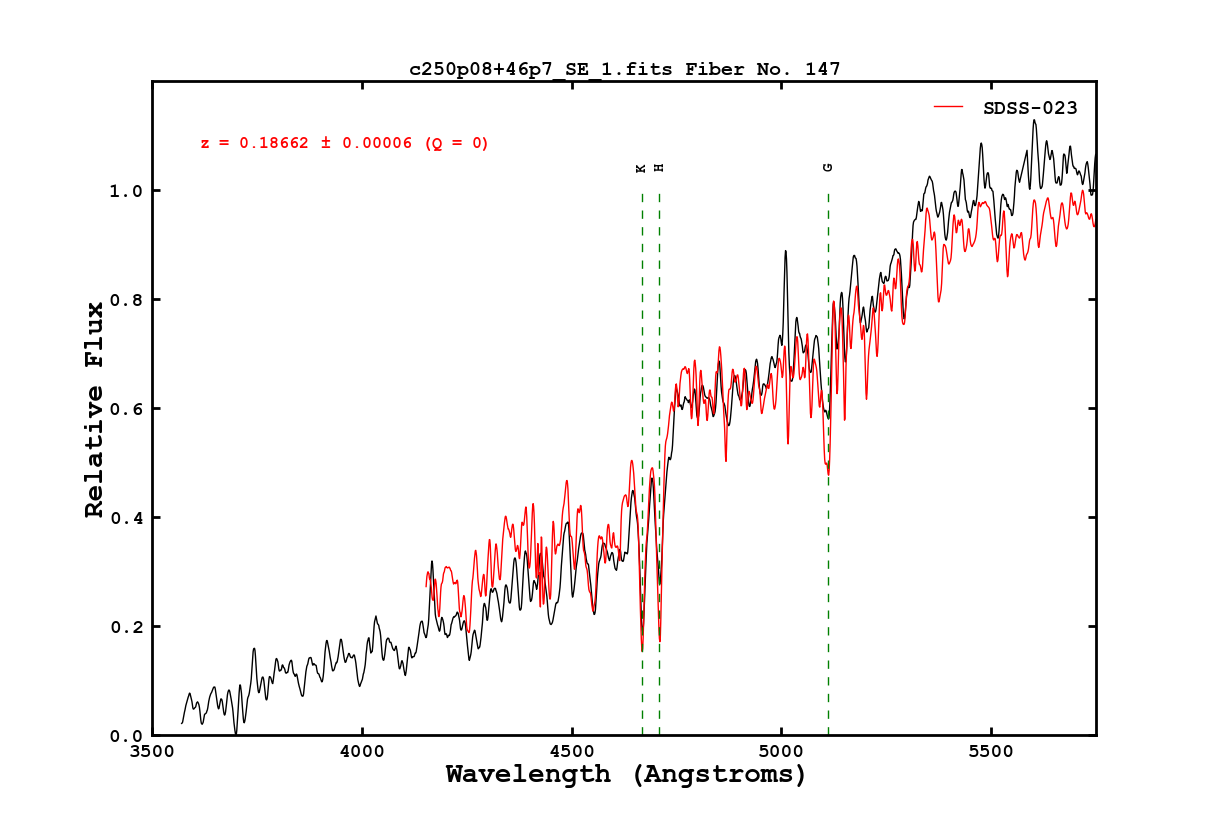 c250p08+46p7_SE_1.fits Fiber No. 147
SDSS-023
z = 0.18662 ± 0.00006 (Q = 0)
K H G
1.0
0.8
0.6
0.4
0.2
0.0
Relative Flux
3500 4000 4500 5000 5500
Wavelength (Angstroms)